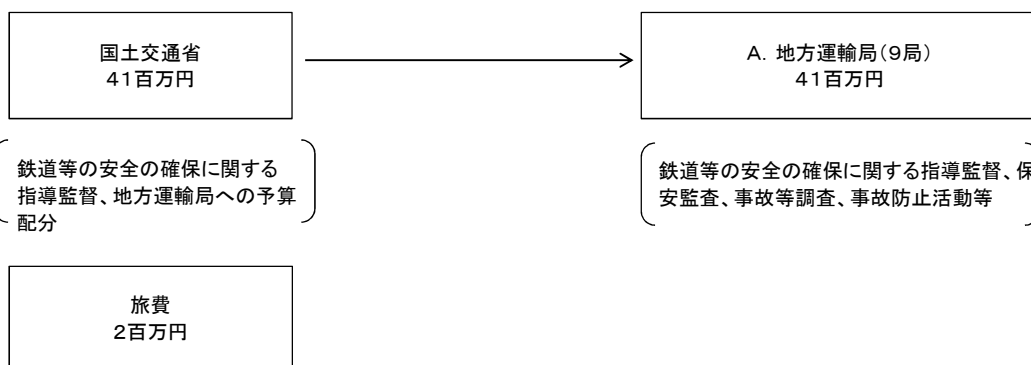 国土交通省
41百万円
A．地方運輸局（9局）
41百万円
鉄道等の安全の確保に関する
指導監督、地方運輸局への予算
配分
鉄道等の安全の確保に関する指導監督、保
安監査、事故等調査、事故防止活動等
旅費
2百万円